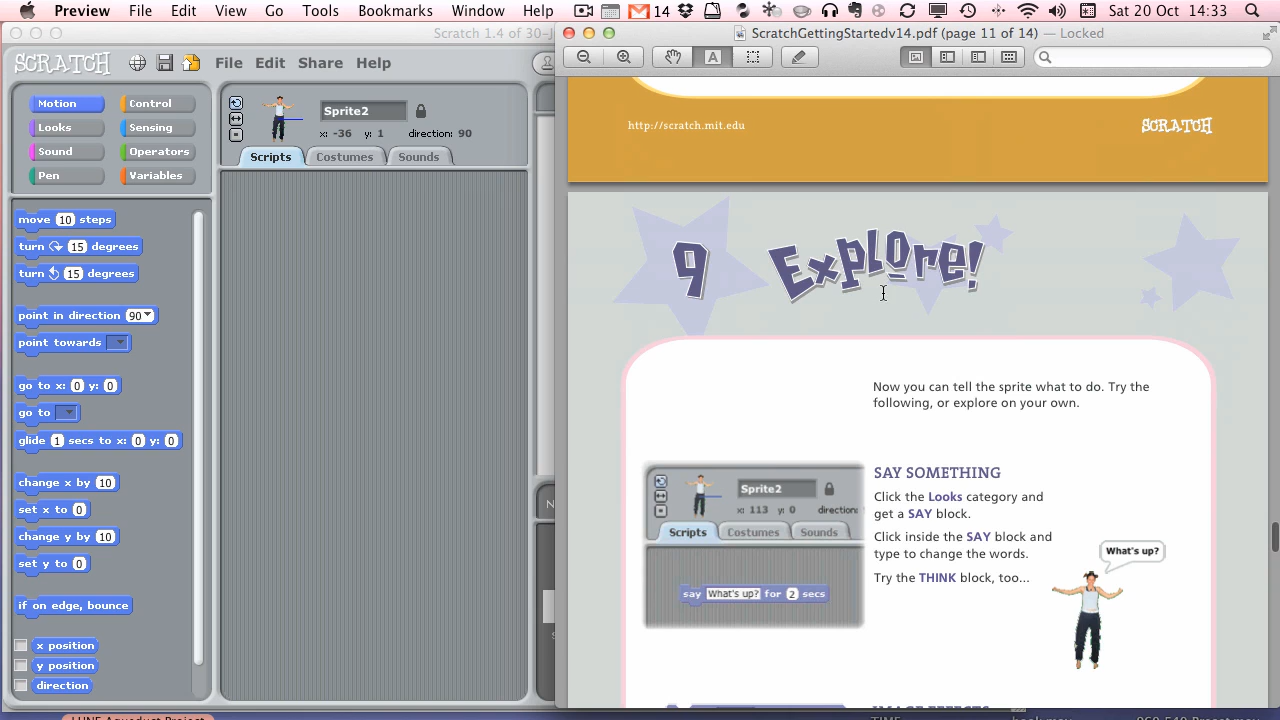 Preview File Edit View Go Tools Bookmarks Window Help 14 Sat 20 Oct 14:33
Scratch 1.4 of 30-J
ScratchGettingStartedv14.pdf (page 11 of 14) — Locked
SCRATCH File Edit Share Help
Motion Control
Looks Sensing
Sound Operators
Pen Variables
Sprite2
x: -36 y: 1 direction: 90
Scripts Costumes Sounds
move 10 steps
turn 15 degrees
turn 15 degrees
point in direction 90
point towards
go to x: 0 y: 0
go to
glide 1 secs to x: 0 y: 0
change x by 10
set x to 0
change y by 10
set y to 0
if on edge, bounce
x position
y position
direction
N
http://scratch.mit.edu SCRATCH
9 Explore!
Now you can tell the sprite what to do. Try the
following, or explore on your own.
Sprite2
x: 113 y: 0 direction:
Scripts Costumes Sounds
say What's up? for 2 secs
SAY SOMETHING
Click the Looks category and
get a SAY block.
Click inside the SAY block and
type to change the words.
Try the THINK block, too...
What's up?